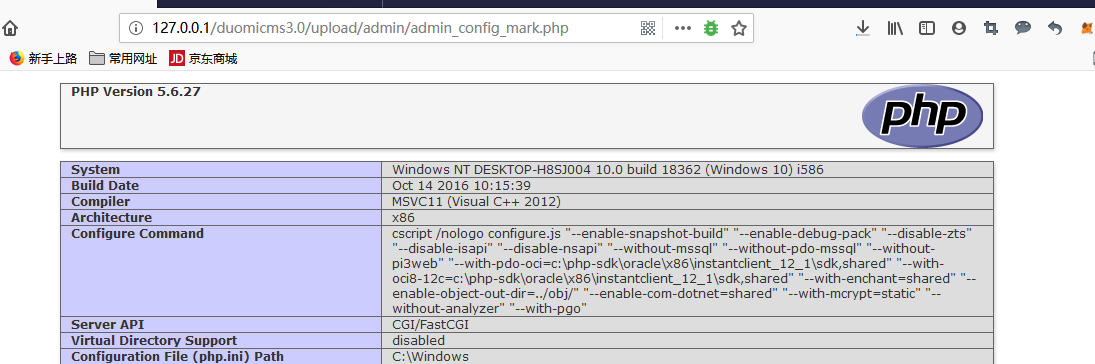 127.0.0.1/duomicms3.0/upload/admin/admin_config_mark.php
新手上路 常用网址 JD 京东商城
PHP Version 5.6.27
php
System Windows NT DESKTOP-H8SJ004 10.0 build 18362 (Windows 10) i586
Build Date Oct 14 2016 10:15:39
Compiler MSVC11 (Visual C++ 2012)
Architecture x86
Configure Command cscript /nologo configure.js "--enable-snapshot-build" "--enable-debug-pack" "--disable-zts"
"--disable-isapi" "--disable-nsapi" "--without-mssql" "--without-pdo-mssql" "--without-
pi3web" "--with-pdo-oci=c:\php-sdk\oracle\x86\instantclient_12_1\sdk,shared" "--with-
oci8-12c=c:\php-sdk\oracle\x86\instantclient_12_1\sdk,shared" "--with-enchant=shared" "--
enable-object-out-dir=../obj/" "--enable-com-dotnet=shared" "--with-mcrypt=static" "--
without-analyzer" "--with-pgo"
Server API CGI/FastCGI
Virtual Directory Support disabled
Configuration File (php.ini) Path C:\Windows